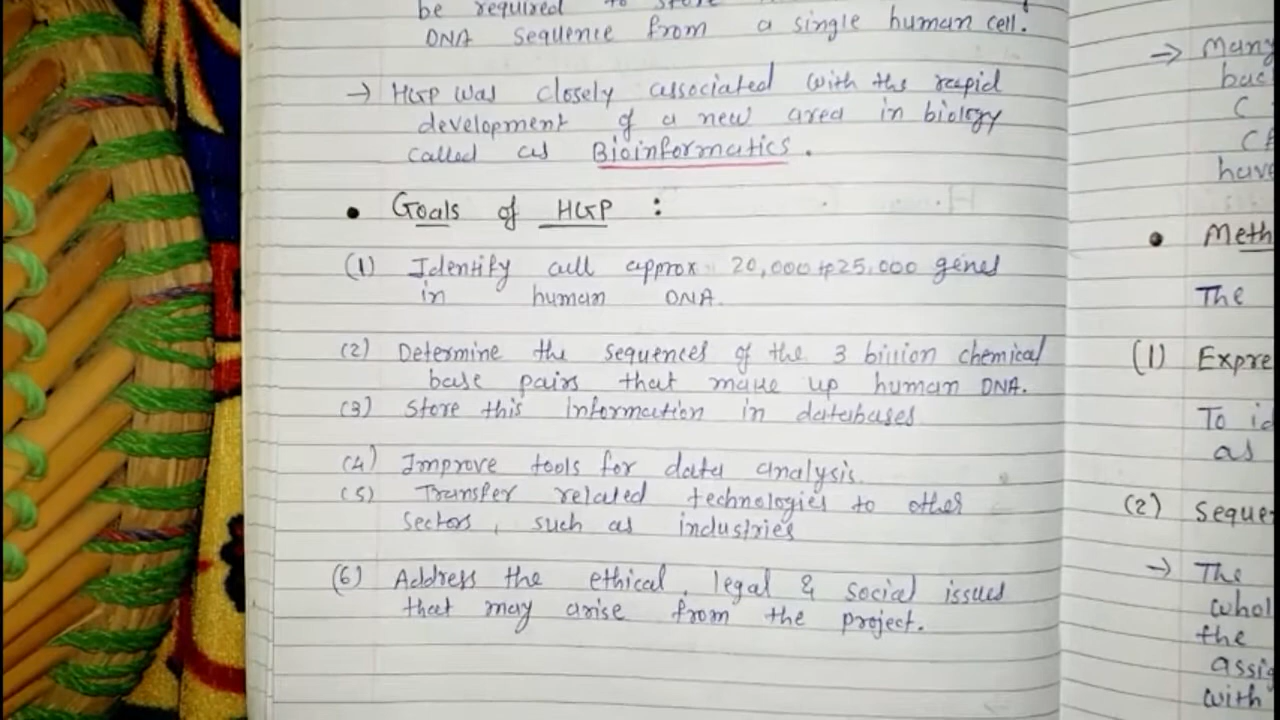 be required to store
DNA sequence from a single human cell.
→ HGP was closely associated with the rapid
development of a new area in biology
called as Bioinformatics.
• Goals of HGP :
(1) Identify all approx. 20,000 to 25,000 genes
in human DNA.
(2) Determine the sequences of the 3 billion chemical
base pairs that make up human DNA.
(3) Store this information in databases
(4) Improve tools for data analysis.
(5) Transfer related technologies to other
sectors, such as industries
(6) Address the ethical, legal & social issues
that may arise from the project.
→ Many
bac
C
have
• Meth
The
(1) Expre
To id
as
(2) Seque
→ The
whol
the
assig
with